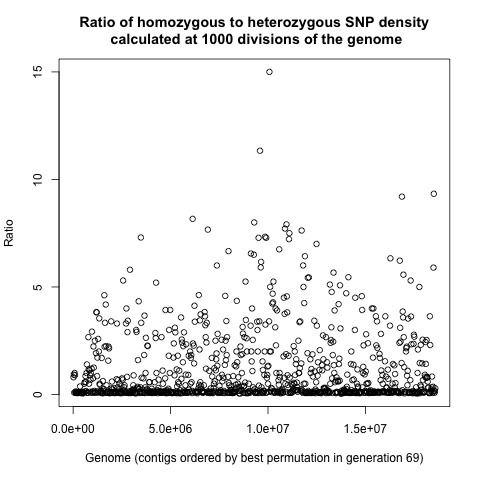 Ratio of homozygous to heterozygous SNP density
calculated at 1000 divisions of the genome
Ratio
15
10
5
0
0.0e+00 5.0e+06 1.0e+07 1.5e+07
Genome (contigs ordered by best permutation in generation 69)